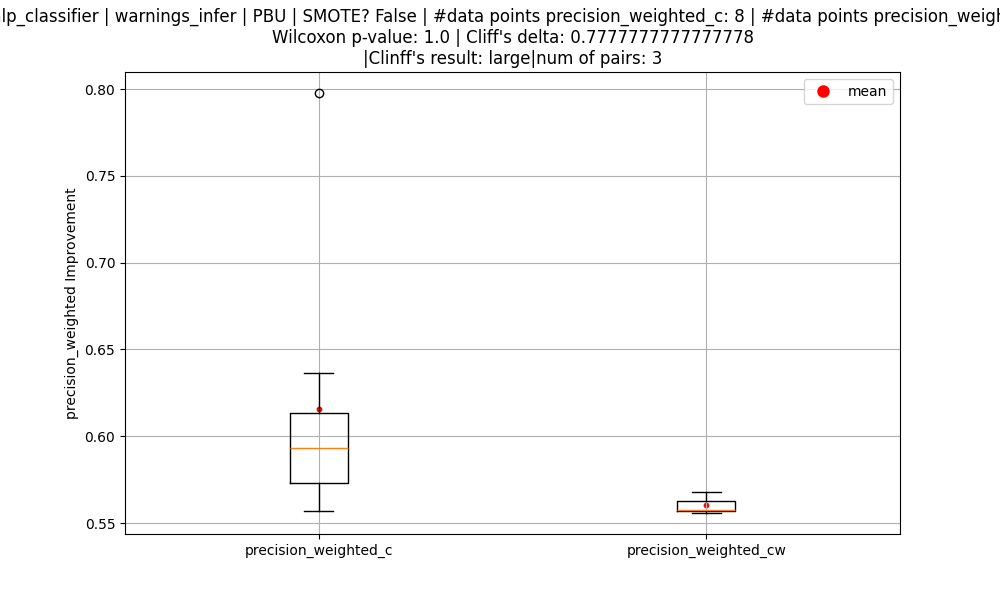 lp_classifier | warnings_infer | PBU | SMOTE? False | #data points precision_weighted_c: 8 | #data points
Wilcoxon p-value: 1.0 | Cliff's delta: 0.7777777777777778
|Clinff's result: large|num of pairs: 3
mean
0.80
0.75
0.70
0.65
0.60
0.55
precision_weighted Improvement
precision_weighted_c
precision_weighted_cw